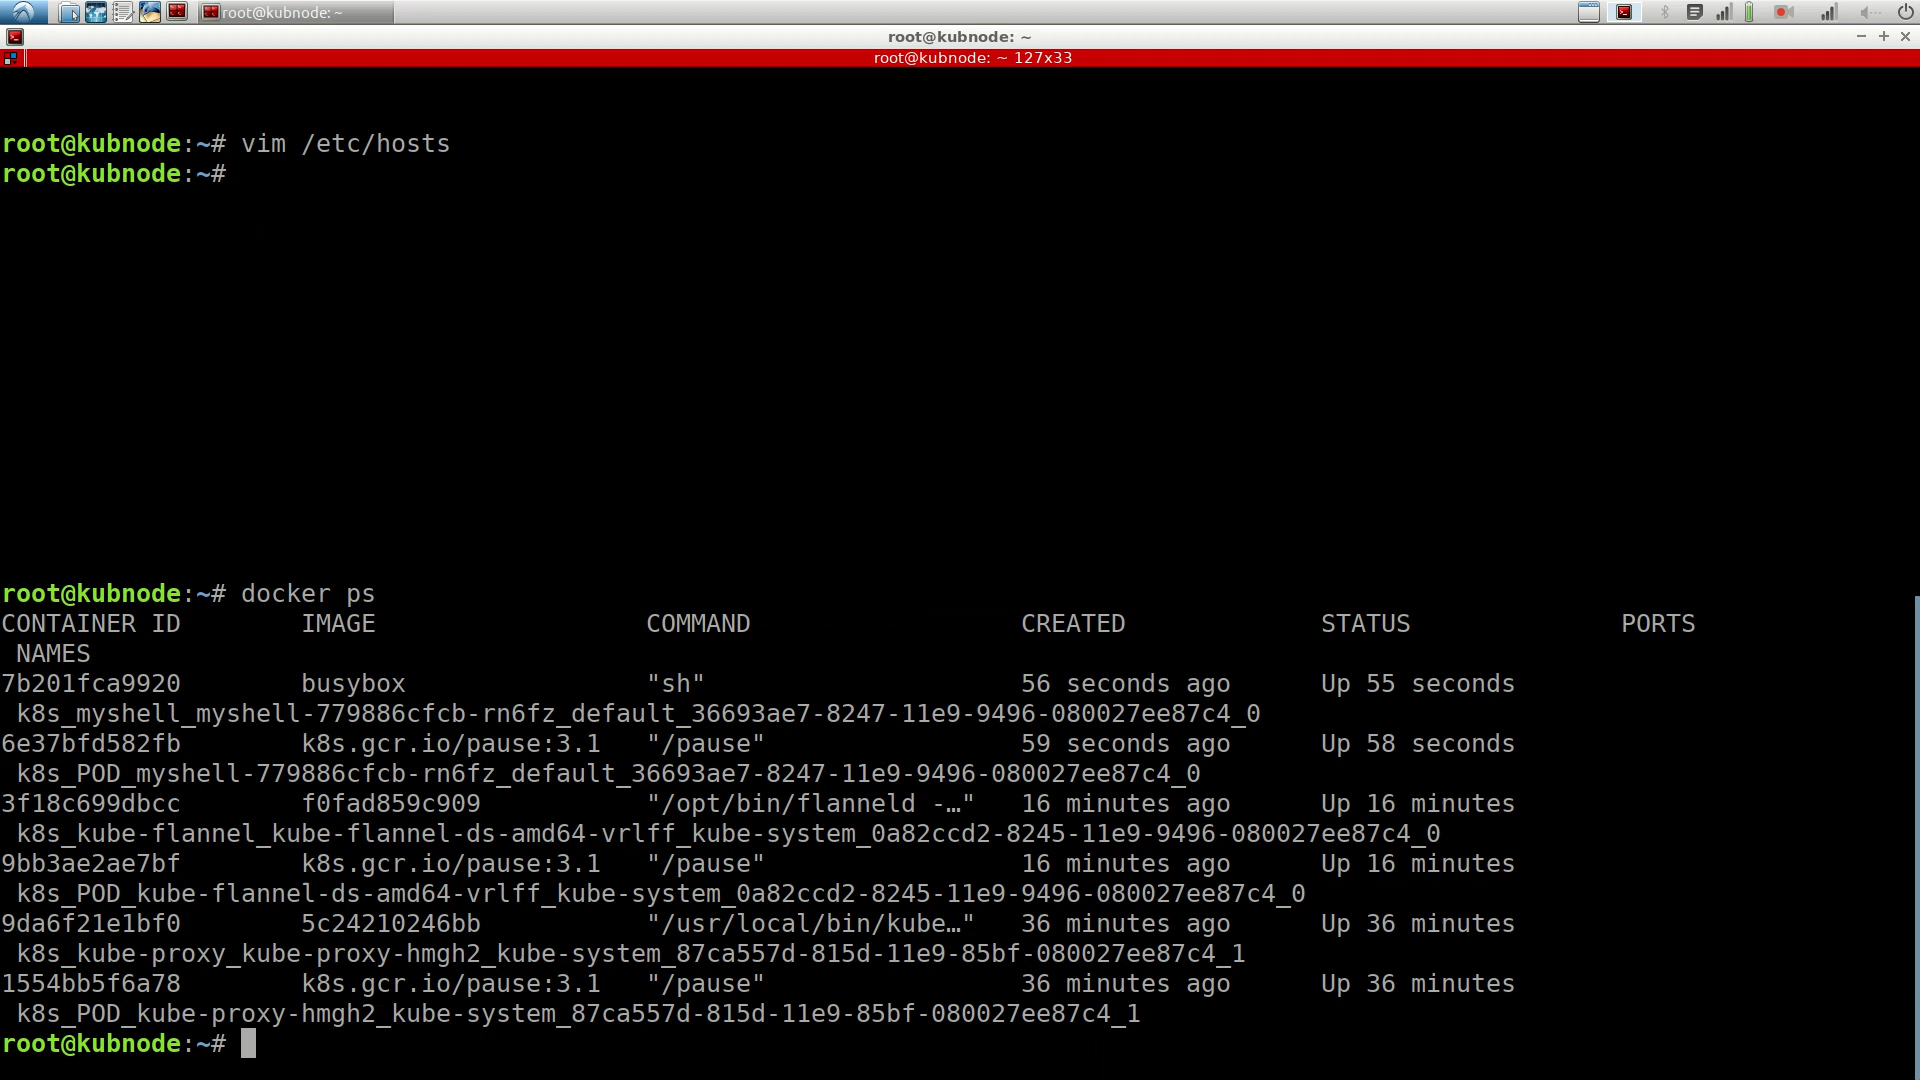 root@kubnode: ~
root@kubnode: ~
root@kubnode: ~ 127x33
root@kubnode:~# vim /etc/hosts
root@kubnode:~#
root@kubnode:~# docker ps
CONTAINER ID        IMAGE                  COMMAND                  CREATED             STATUS              PORTS
 NAMES
7b201fca9920        busybox                "sh"                     56 seconds ago      Up 55 seconds
 k8s_myshell_myshell-779886cfcb-rn6fz_default_36693ae7-8247-11e9-9496-080027ee87c4_0
6e37bfd582fb        k8s.gcr.io/pause:3.1   "/pause"                 59 seconds ago      Up 58 seconds
 k8s_POD_myshell-779886cfcb-rn6fz_default_36693ae7-8247-11e9-9496-080027ee87c4_0
3f18c699dbcc        f0fad859c909           "/opt/bin/flanneld -…"   16 minutes ago      Up 16 minutes
 k8s_kube-flannel_kube-flannel-ds-amd64-vrlff_kube-system_0a82ccd2-8245-11e9-9496-080027ee87c4_0
9bb3ae2ae7bf        k8s.gcr.io/pause:3.1   "/pause"                 16 minutes ago      Up 16 minutes
 k8s_POD_kube-flannel-ds-amd64-vrlff_kube-system_0a82ccd2-8245-11e9-9496-080027ee87c4_0
9da6f21e1bf0        5c24210246bb           "/usr/local/bin/kube…"   36 minutes ago      Up 36 minutes
 k8s_kube-proxy_kube-proxy-hmgh2_kube-system_87ca557d-815d-11e9-85bf-080027ee87c4_1
1554bb5f6a78        k8s.gcr.io/pause:3.1   "/pause"                 36 minutes ago      Up 36 minutes
 k8s_POD_kube-proxy-hmgh2_kube-system_87ca557d-815d-11e9-85bf-080027ee87c4_1
root@kubnode:~#